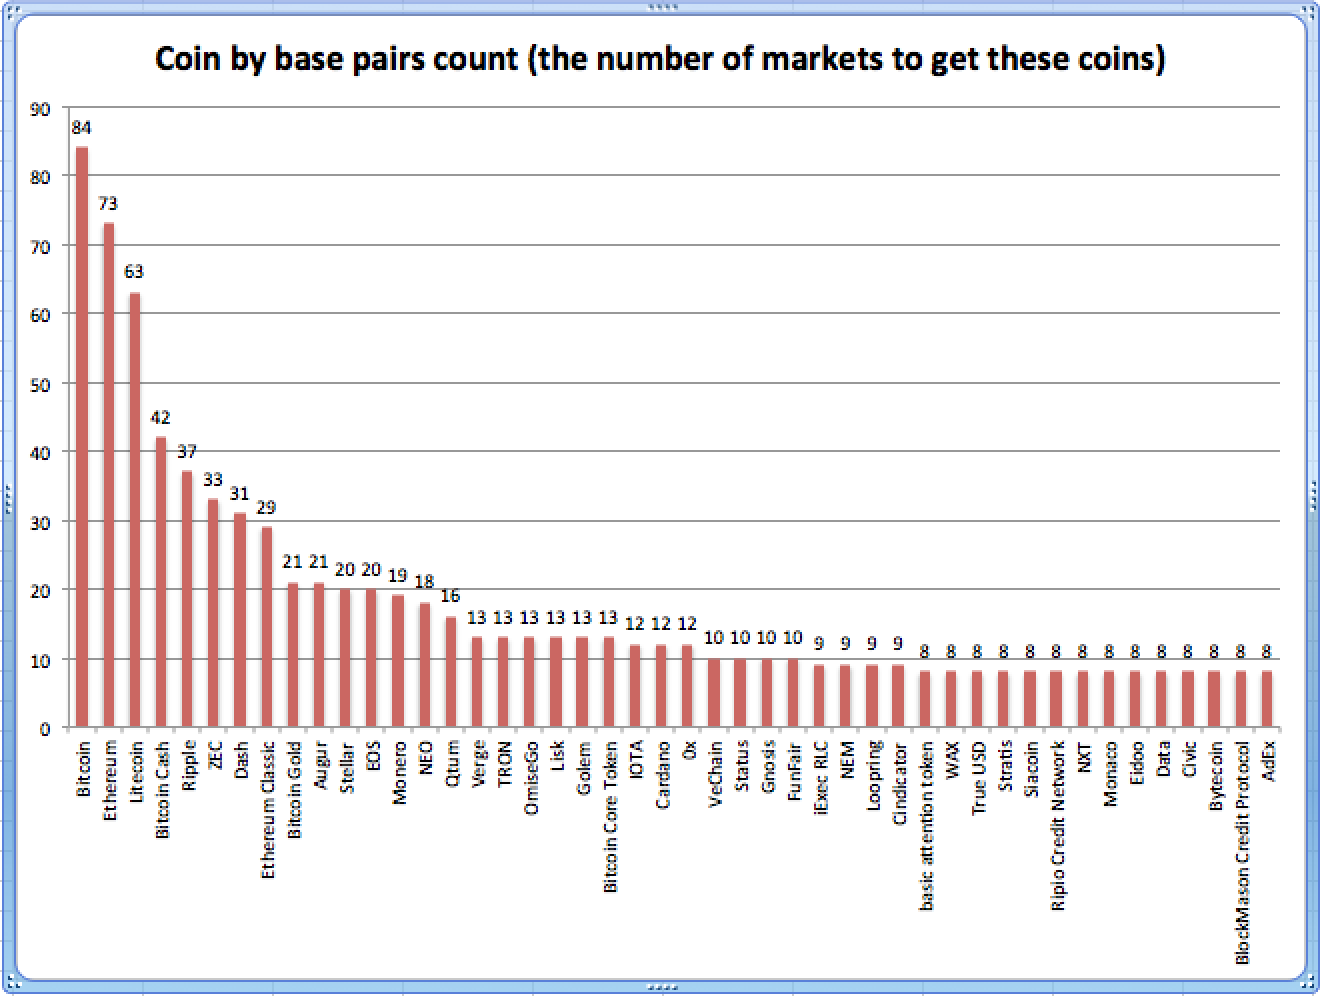 Coin by base pairs count (the number of markets to get these coins)
90
80
70
60
50
40
30
20
10
0
84
73
63
42
37
33
31
29
21
21
20
20
19
18
16
13
13
13
13
13
13
12
12
12
10
10
10
10
9
9
9
9
8
8
8
8
8
8
8
8
8
8
8
8
8
8
Bitcoin
Ethereum
Litecoin
Bitcoin Cash
Ripple
ZEC
Dash
Ethereum Classic
Bitcoin Gold
Augur
Stellar
EOS
Monero
NEO
Qtum
Verge
TRON
OmiseGo
Lisk
Golem
Bitcoin Core Token
IOTA
Cardano
0x
VeChain
Status
Gnosis
FunFair
iExec RLC
NEM
Loopring
Cindicator
basic attention token
WAX
True USD
Stratis
Siacoin
Ripio Credit Network
NXT
Monaco
Eidoo
Data
Civic
Bytecoin
BlockMason Credit Protocol
AdEx